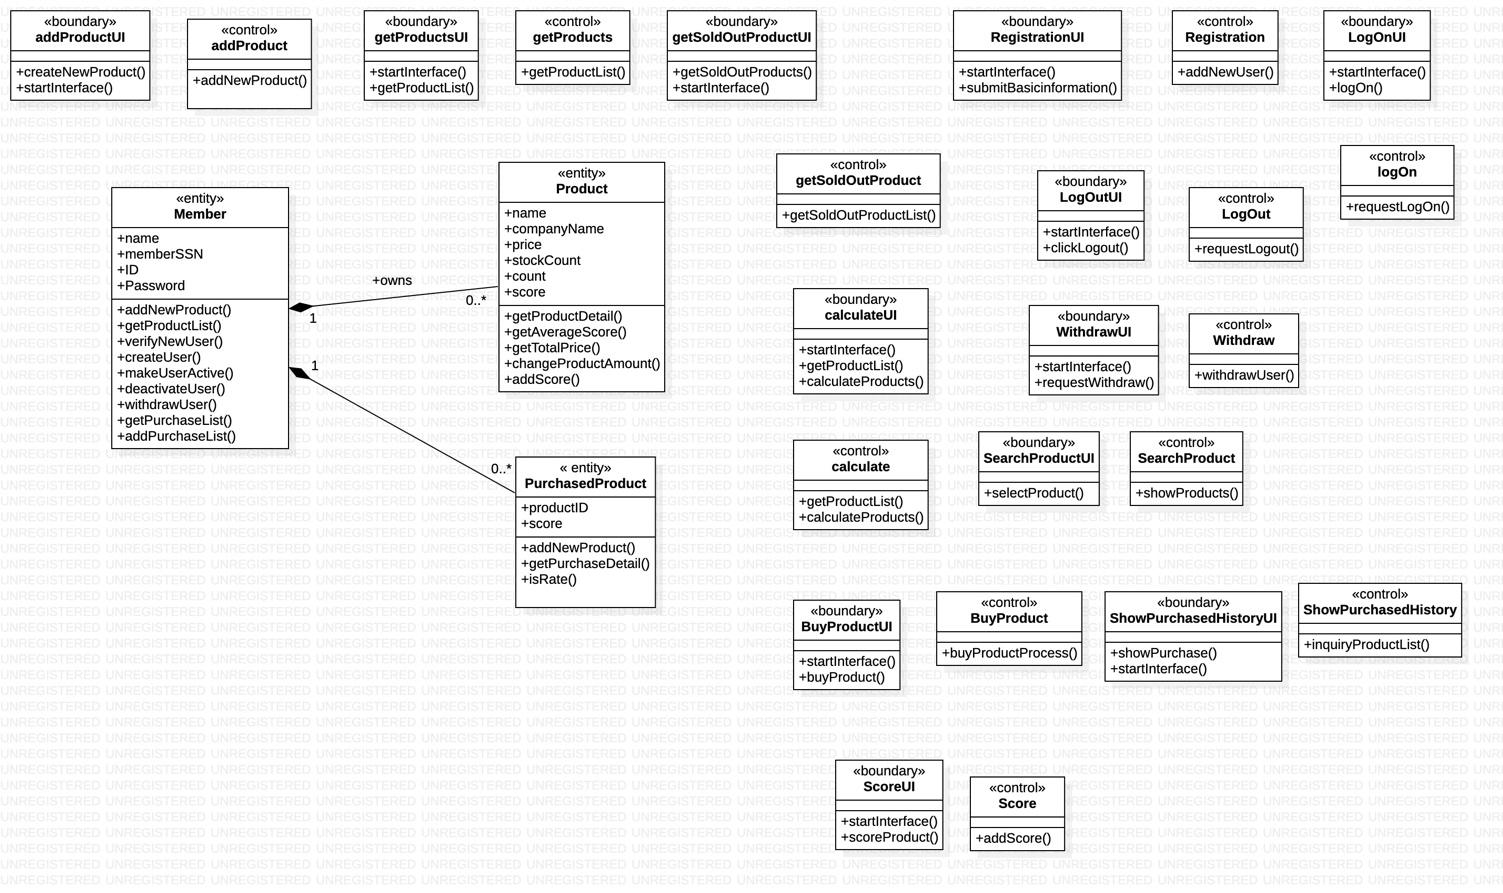 «boundary»
addProductUI
+createNewProduct()
+startInterface()
«control»
addProduct
+addNewProduct()
«boundary»
getProductsUI
+startInterface()
+getProductList()
«control»
getProducts
+getProductList()
«boundary»
getSoldOutProductUI
+getSoldOutProducts()
+startInterface()
«boundary»
RegistrationUI
+startInterface()
+submitBasicinformation()
«control»
Registration
+addNewUser()
«boundary»
LogOnUI
+startInterface()
+logOn()
«entity»
Member
+name
+memberSSN
+ID
+Password
+addNewProduct()
+getProductList()
+verifyNewUser()
+createUser()
+makeUserActive()
+deactivateUser()
+withdrawUser()
+getPurchaseList()
+addPurchaseList()
+owns
1
0..*
1
0..*
«entity»
Product
+name
+companyName
+price
+stockCount
+count
+score
+getProductDetail()
+getAverageScore()
+getTotalPrice()
+changeProductAmount()
+addScore()
« entity»
PurchasedProduct
+productID
+score
+addNewProduct()
+getPurchaseDetail()
+isRate()
«control»
getSoldOutProduct
+getSoldOutProductList()
«boundary»
LogOutUI
+startInterface()
+clickLogout()
«control»
LogOut
+requestLogout()
«control»
logOn
+requestLogOn()
«boundary»
calculateUI
+startInterface()
+getProductList()
+calculateProducts()
«boundary»
WithdrawUI
+startInterface()
+requestWithdraw()
«control»
Withdraw
+withdrawUser()
«control»
calculate
+getProductList()
+calculateProducts()
«boundary»
SearchProductUI
+selectProduct()
«control»
SearchProduct
+showProducts()
«boundary»
BuyProductUI
+startInterface()
+buyProduct()
«control»
BuyProduct
+buyProductProcess()
«boundary»
ShowPurchasedHistoryUI
+showPurchase()
+startInterface()
«control»
ShowPurchasedHistory
+inquiryProductList()
«boundary»
ScoreUI
+startInterface()
+scoreProduct()
«control»
Score
+addScore()
UNREGISTERED